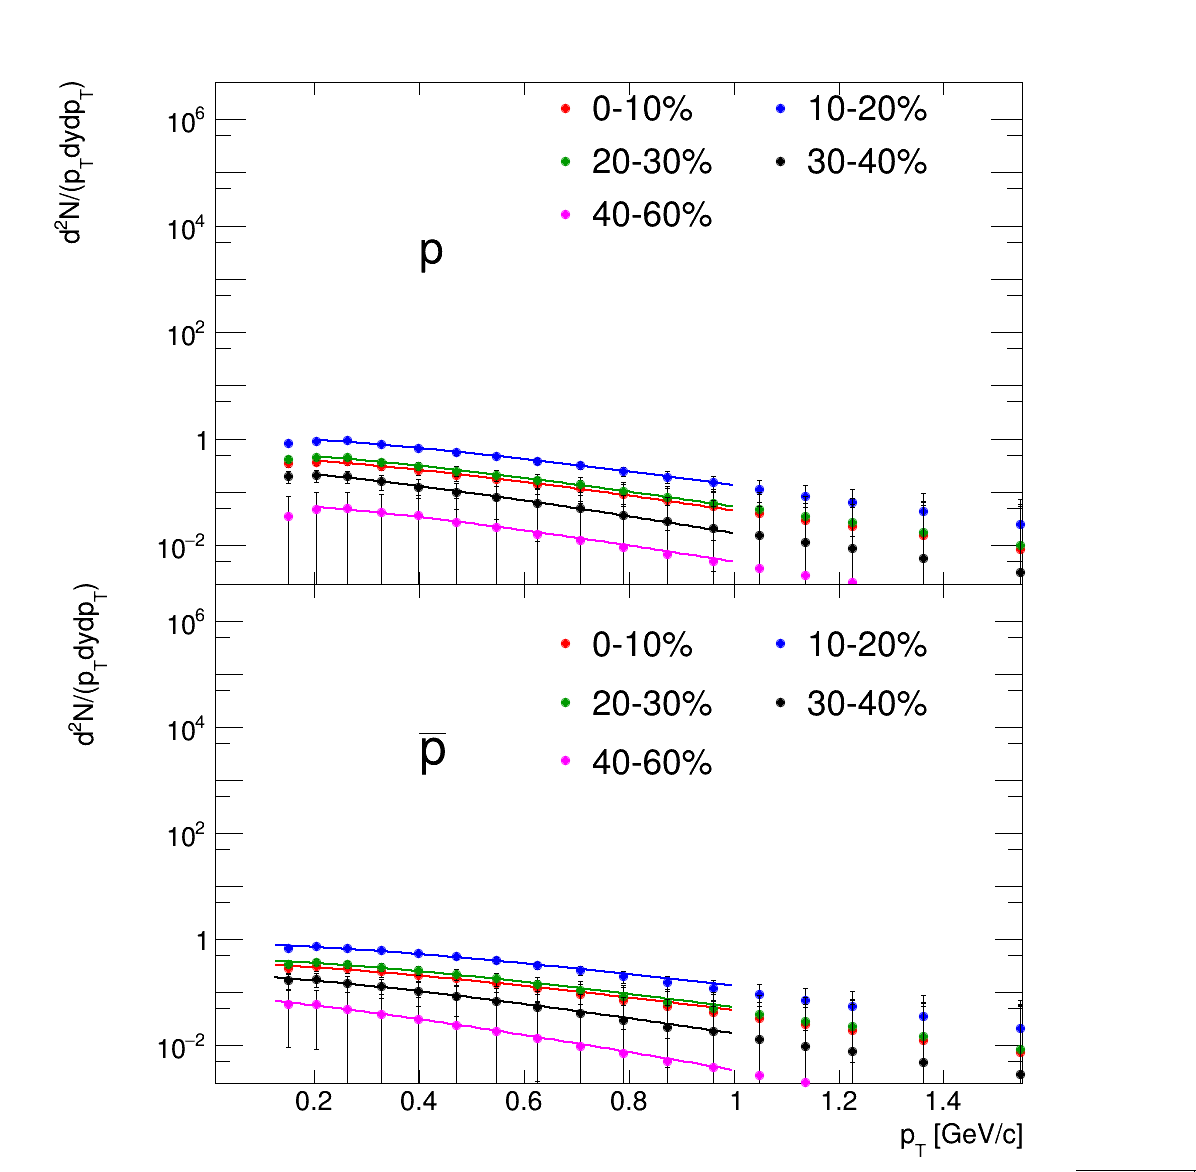 d²N/(p_T dydp_T)
10⁶
10⁴
10²
1
10⁻²
0-10% 10-20%
20-30% 30-40%
40-60%
p
d²N/(p_T dydp_T)
10⁶
10⁴
10²
1
10⁻²
0-10% 10-20%
20-30% 30-40%
40-60%
p̅
0.2 0.4 0.6 0.8 1 1.2 1.4
p_T [GeV/c]